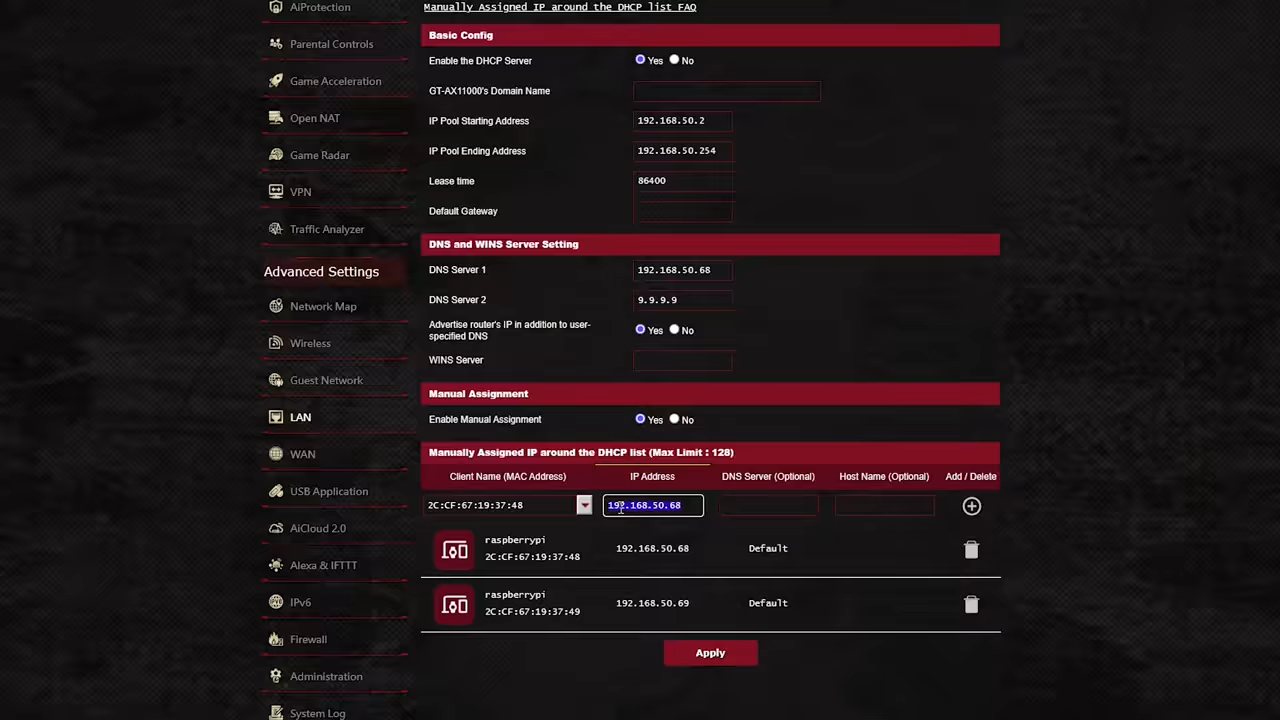 AiProtection
Parental Controls
Game Acceleration
Open NAT
Game Radar
VPN
Traffic Analyzer
Advanced Settings
Network Map
Wireless
Guest Network
LAN
WAN
USB Application
AiCloud 2.0
Alexa & IFTTT
IPv6
Firewall
Administration
System Log
Manually Assigned IP around the DHCP list FAQ
Basic Config
Enable the DHCP Server Yes No
GT-AX11000's Domain Name
IP Pool Starting Address 192.168.50.2
IP Pool Ending Address 192.168.50.254
Lease time 86400
Default Gateway
DNS and WINS Server Setting
DNS Server 1 192.168.50.68
DNS Server 2 9.9.9.9
Advertise router's IP in addition to user-
specified DNS Yes No
WINS Server
Manual Assignment
Enable Manual Assignment Yes No
Manually Assigned IP around the DHCP list (Max Limit : 128)
Client Name (MAC Address) IP Address DNS Server (Optional) Host Name (Optional) Add / Delete
2C:CF:67:19:37:48 192.168.50.68
raspberrypi
2C:CF:67:19:37:48 192.168.50.68 Default
raspberrypi
2C:CF:67:19:37:49 192.168.50.69 Default
Apply